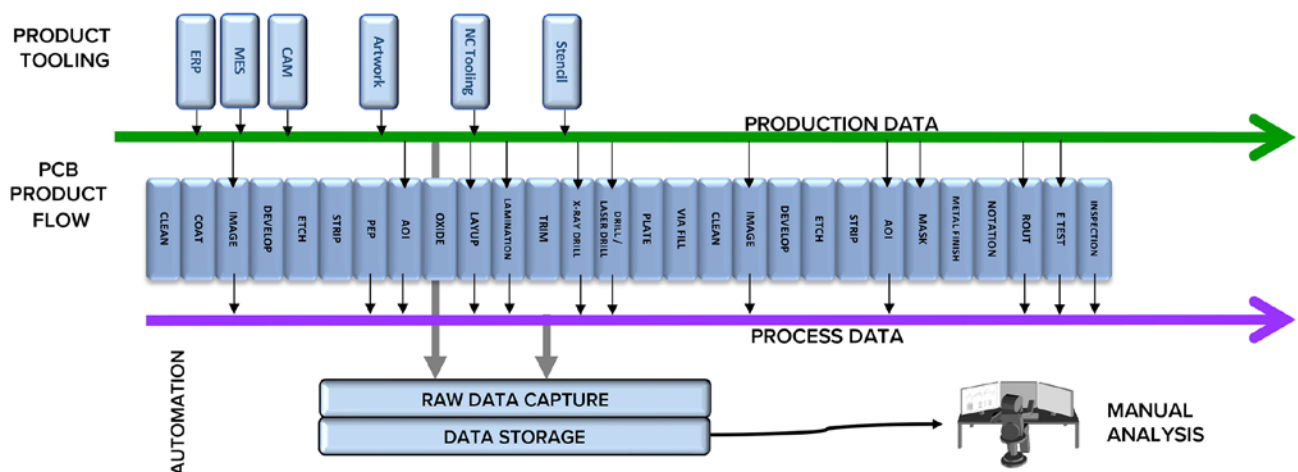 PRODUCT
TOOLING
ERP
MES
CAM
Artwork
NC Tooling
Stencil
PRODUCTION DATA
PCB
PRODUCT
FLOW
CLEAN
COAT
IMAGE
DEVELOP
ETCH
STRIP
PEP
AOI
OXIDE
LAYUP
LAMINATION
TRIM
X-RAY DRILL
DRILL /
LASER DRILL
PLATE
VIA FILL
CLEAN
IMAGE
DEVELOP
ETCH
STRIP
AOI
MASK
METAL FINISH
NOTATION
ROUT
E TEST
INSPECTION
PROCESS DATA
AUTOMATION
RAW DATA CAPTURE
DATA STORAGE
MANUAL
ANALYSIS